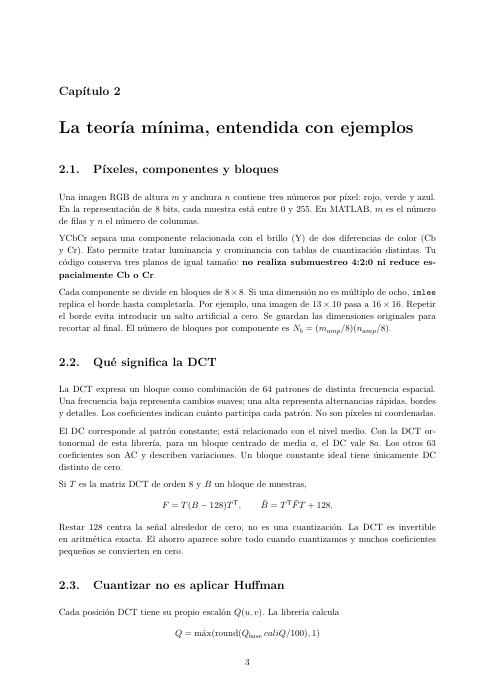 Capítulo 2
La teoría mínima, entendida con ejemplos
2.1. Píxeles, componentes y bloques
Una imagen RGB de altura m y anchura n contiene tres números por píxel: rojo, verde y azul.
En la representación de 8 bits, cada muestra está entre 0 y 255. En MATLAB, m es el número
de filas y n el número de columnas.
YCbCr separa una componente relacionada con el brillo (Y) de dos diferencias de color (Cb
y Cr). Esto permite tratar luminancia y crominancia con tablas de cuantización distintas. Tu
código conserva tres planos de igual tamaño: no realiza submuestreo 4:2:0 ni reduce es-
pacialmente Cb o Cr.
Cada componente se divide en bloques de 8 × 8. Si una dimensión no es múltiplo de ocho, imlee
replica el borde hasta completarla. Por ejemplo, una imagen de 13 × 10 pasa a 16 × 16. Repetir
el borde evita introducir un salto artificial a cero. Se guardan las dimensiones originales para
recortar al final. El número de bloques por componente es N_b = (m_amp/8)(n_amp/8).
2.2. Qué significa la DCT
La DCT expresa un bloque como combinación de 64 patrones de distinta frecuencia espacial.
Una frecuencia baja representa cambios suaves; una alta representa alternancias rápidas, bordes
y detalles. Los coeficientes indican cuánto participa cada patrón. No son píxeles ni coordenadas.
El DC corresponde al patrón constante; está relacionado con el nivel medio. Con la DCT or-
tonormal de esta librería, para un bloque centrado de media a, el DC vale 8a. Los otros 63
coeficientes son AC y describen variaciones. Un bloque constante ideal tiene únicamente DC
distinto de cero.
Si T es la matriz DCT de orden 8 y B un bloque de muestras,
F = T(B − 128)T^T, B̂ = T^T F̂ T + 128.
Restar 128 centra la señal alrededor de cero; no es una cuantización. La DCT es invertible
en aritmética exacta. El ahorro aparece sobre todo cuando cuantizamos y muchos coeficientes
pequeños se convierten en cero.
2.3. Cuantizar no es aplicar Huffman
Cada posición DCT tiene su propio escalón Q(u, v). La librería calcula
Q = máx(round(Q_base caliQ/100), 1)
3